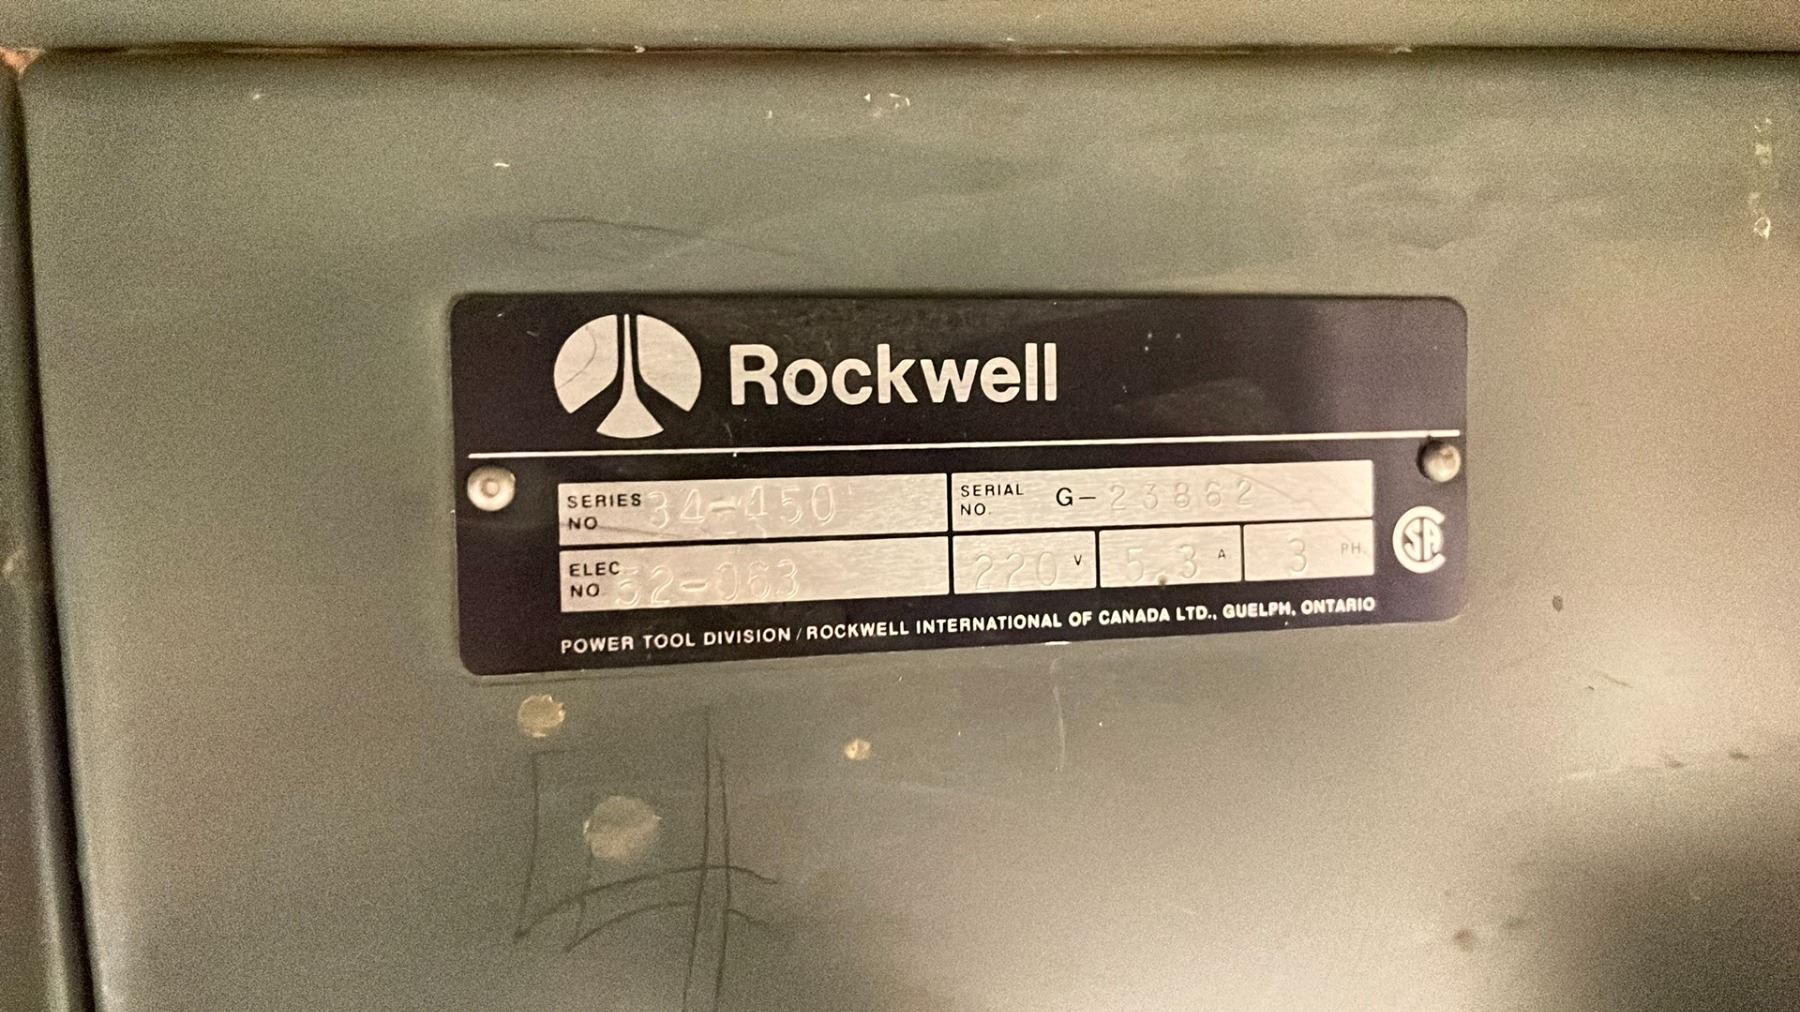 Rockwell
SERIES NO. 34-450
SERIAL NO. G-23862
ELEC NO. 52-063
220 V 5.3 A 3 PH.
POWER TOOL DIVISION / ROCKWELL INTERNATIONAL OF CANADA LTD., GUELPH, ONTARIO